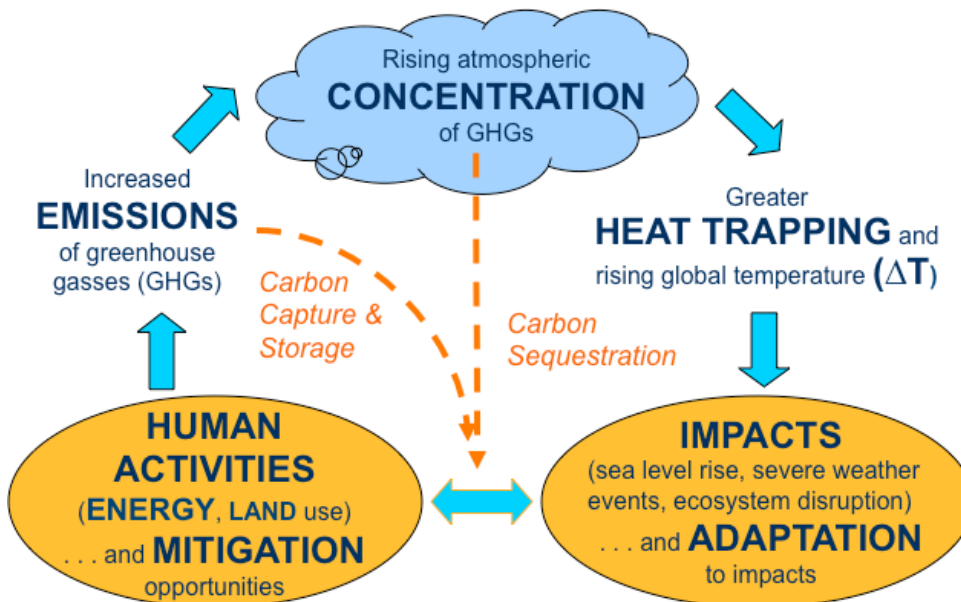 Rising atmospheric
CONCENTRATION
of GHGs
Increased
EMISSIONS
of greenhouse
gasses (GHGs)
Greater
HEAT TRAPPING and
rising global temperature (ΔT)
Carbon
Capture &
Storage
Carbon
Sequestration
HUMAN
ACTIVITIES
(ENERGY, LAND use)
. . . and MITIGATION
opportunities
IMPACTS
(sea level rise, severe weather
events, ecosystem disruption)
. . . and ADAPTATION
to impacts